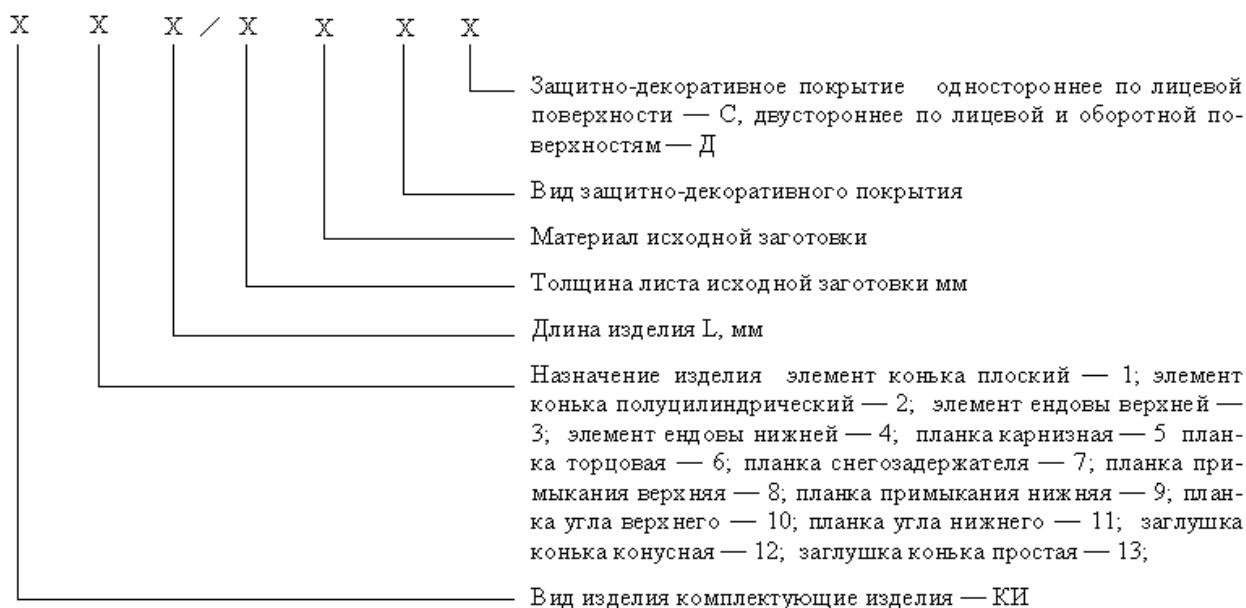 X X X / X X X X
Защитно-декоративное покрытие одностороннее по лицевой
поверхности — С, двустороннее по лицевой и оборотной по-
верхностям — Д
Вид защитно-декоративного покрытия
Материал исходной заготовки
Толщина листа исходной заготовки мм
Длина изделия L, мм
Назначение изделия элемент конька плоский — 1; элемент
конька полуцилиндрический — 2; элемент ендовы верхней —
3; элемент ендовы нижней — 4; планка карнизная — 5 план-
ка торцовая — 6; планка снегозадержателя — 7; планка при-
мыкания верхняя — 8; планка примыкания нижняя — 9; план-
ка угла верхнего — 10; планка угла нижнего — 11; заглушка
конька конусная — 12; заглушка конька простая — 13;
Вид изделия комплектующие изделия — КИ